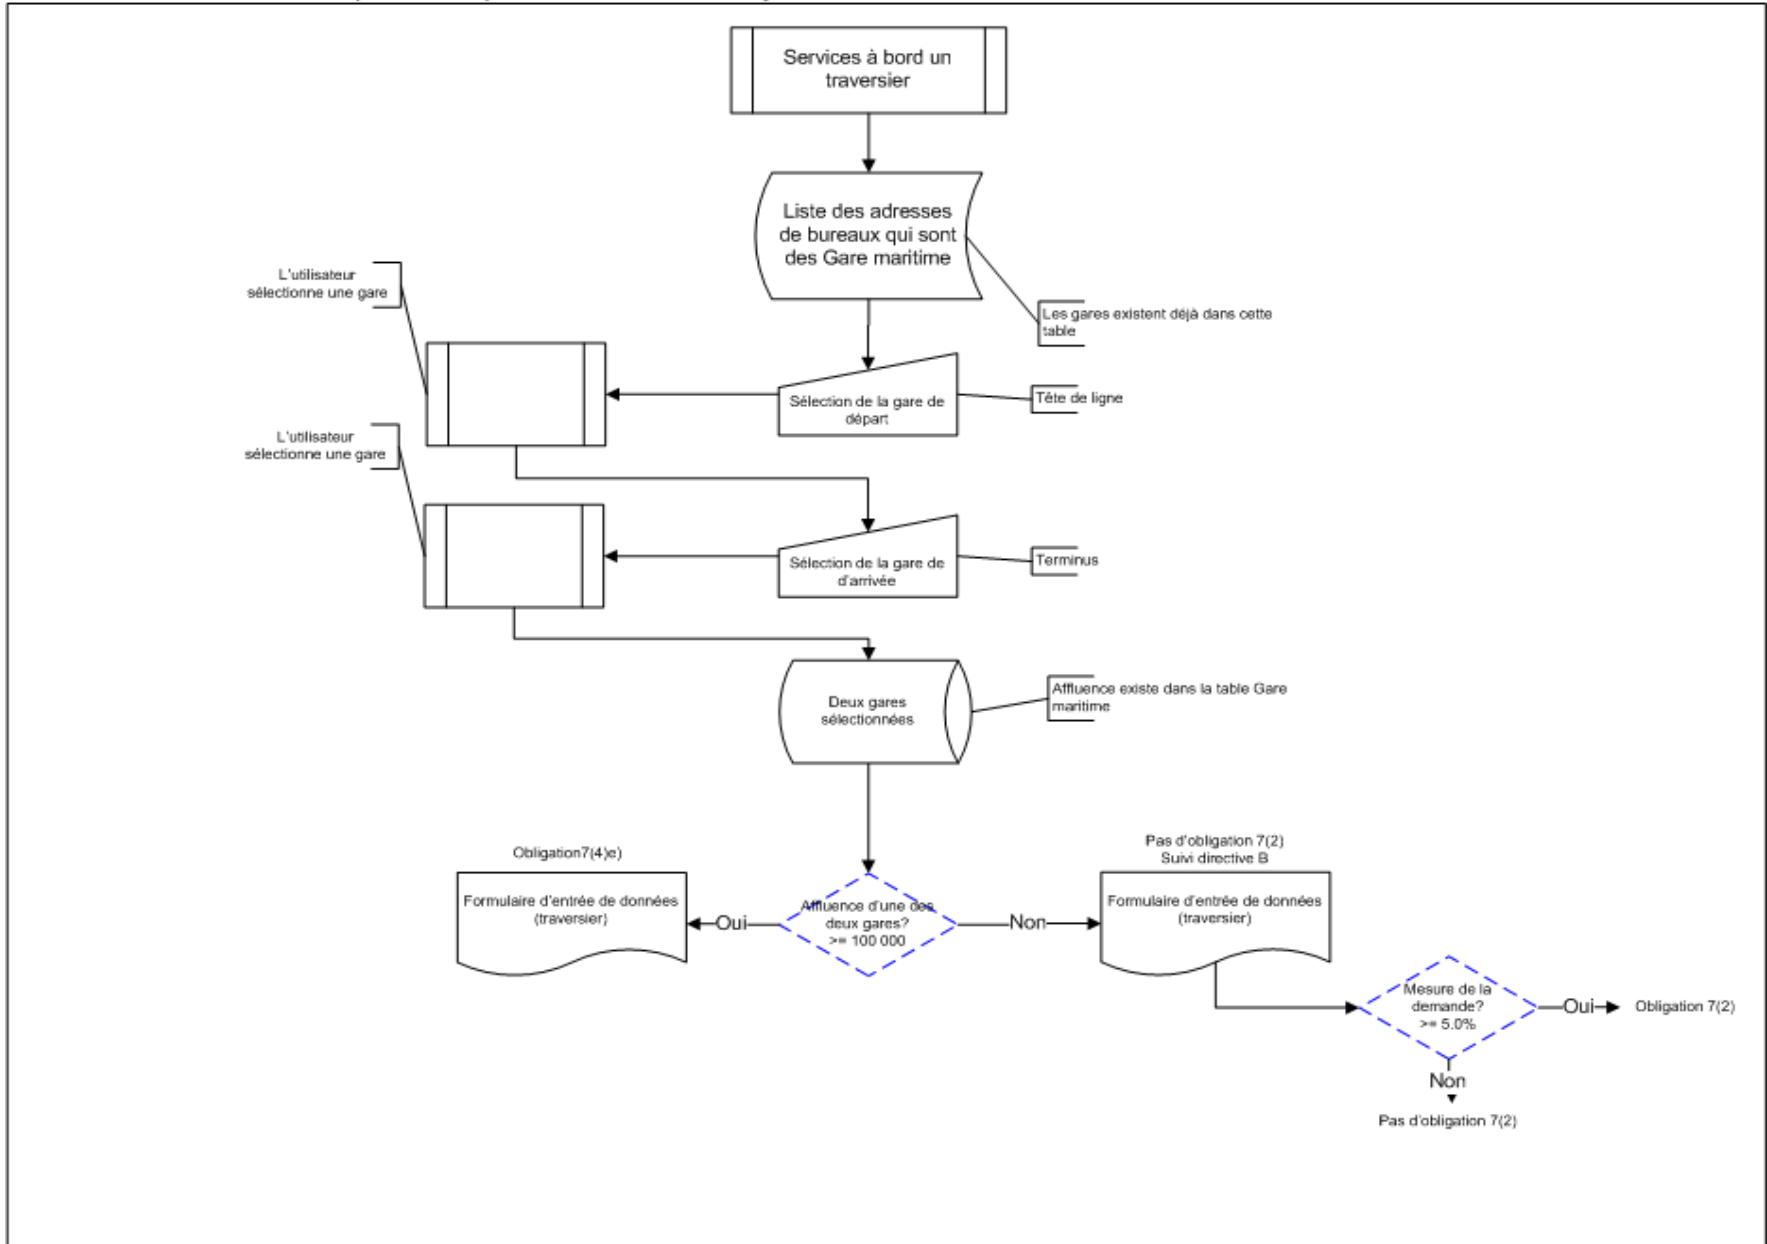 Services à bord un
traversier
Liste des adresses
de bureaux qui sont
des Gare maritime
L'utilisateur
sélectionne une gare
Les gares existent déjà dans cette
table
Sélection de la gare de
départ
Tête de ligne
L'utilisateur
sélectionne une gare
Sélection de la gare de
d'arrivée
Terminus
Deux gares
sélectionnées
Affluence existe dans la table Gare
maritime
Obligation7(4)e)
Formulaire d'entrée de données
(traversier)
Oui
Affluence d'une des
deux gares?
>= 100 000
Non
Pas d'obligation 7(2)
Suivi directive B
Formulaire d'entrée de données
(traversier)
Mesure de la
demande?
>= 5.0%
Oui
Obligation 7(2)
Non
Pas d'obligation 7(2)